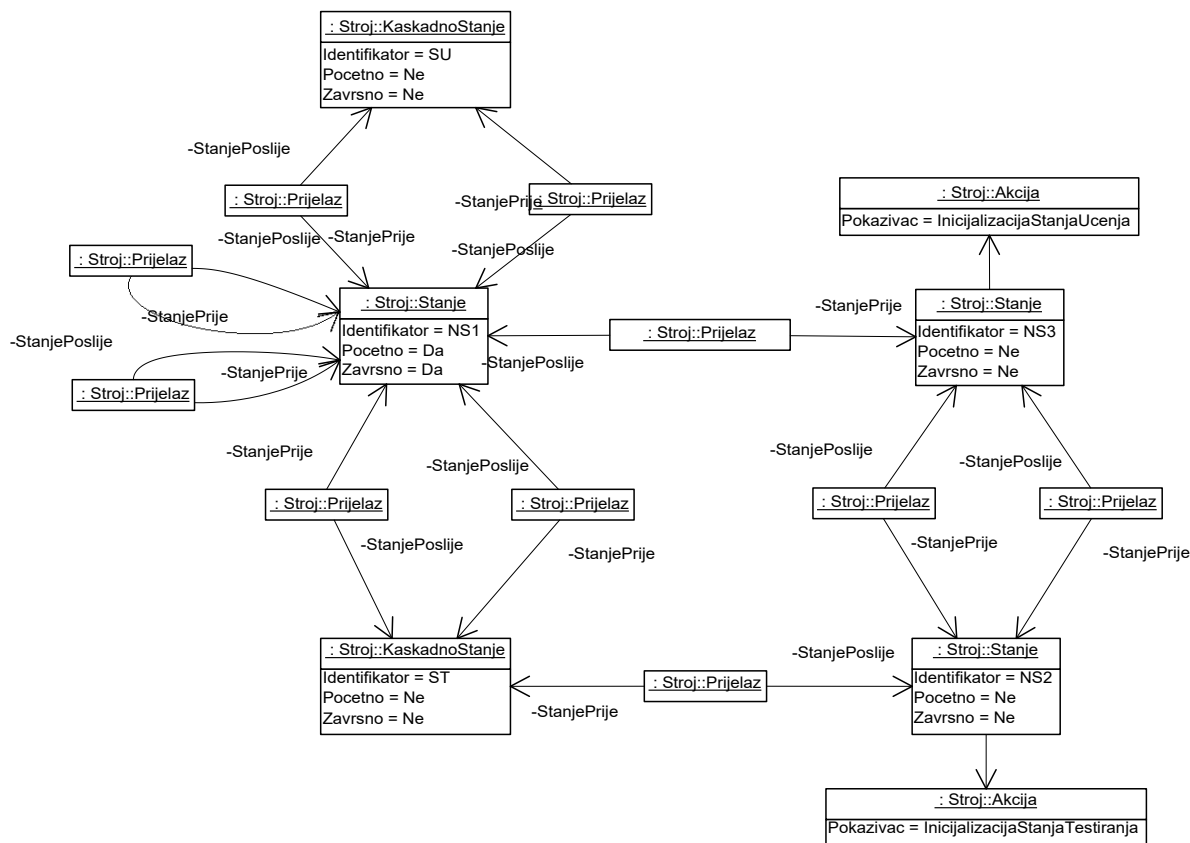 : Stroj::KaskadnoStanje
Identifikator = SU
Pocetno = Ne
Zavrsno = Ne
-StanjePoslije
: Stroj::Prijelaz
-StanjePrije
: Stroj::Prijelaz
-StanjePoslije
-StanjePrije
-StanjePoslije
: Stroj::Akcija
Pokazivac = InicijalizacijaStanjaUcenja
: Stroj::Prijelaz
-StanjePrije
-StanjePoslije
: Stroj::Prijelaz
-StanjePrije
: Stroj::Stanje
Identifikator = NS1
Pocetno = Da
Zavrsno = Da
-StanjePoslije
: Stroj::Prijelaz
-StanjePrije
: Stroj::Stanje
Identifikator = NS3
Pocetno = Ne
Zavrsno = Ne
-StanjePrije
-StanjePoslije
-StanjePrije
-StanjePoslije
: Stroj::Prijelaz
: Stroj::Prijelaz
: Stroj::Prijelaz
: Stroj::Prijelaz
-StanjePoslije
-StanjePrije
-StanjePrije
-StanjePrije
: Stroj::KaskadnoStanje
Identifikator = ST
Pocetno = Ne
Zavrsno = Ne
-StanjePrije
: Stroj::Prijelaz
-StanjePoslije
: Stroj::Stanje
Identifikator = NS2
Pocetno = Ne
Zavrsno = Ne
: Stroj::Akcija
Pokazivac = InicijalizacijaStanjaTestiranja